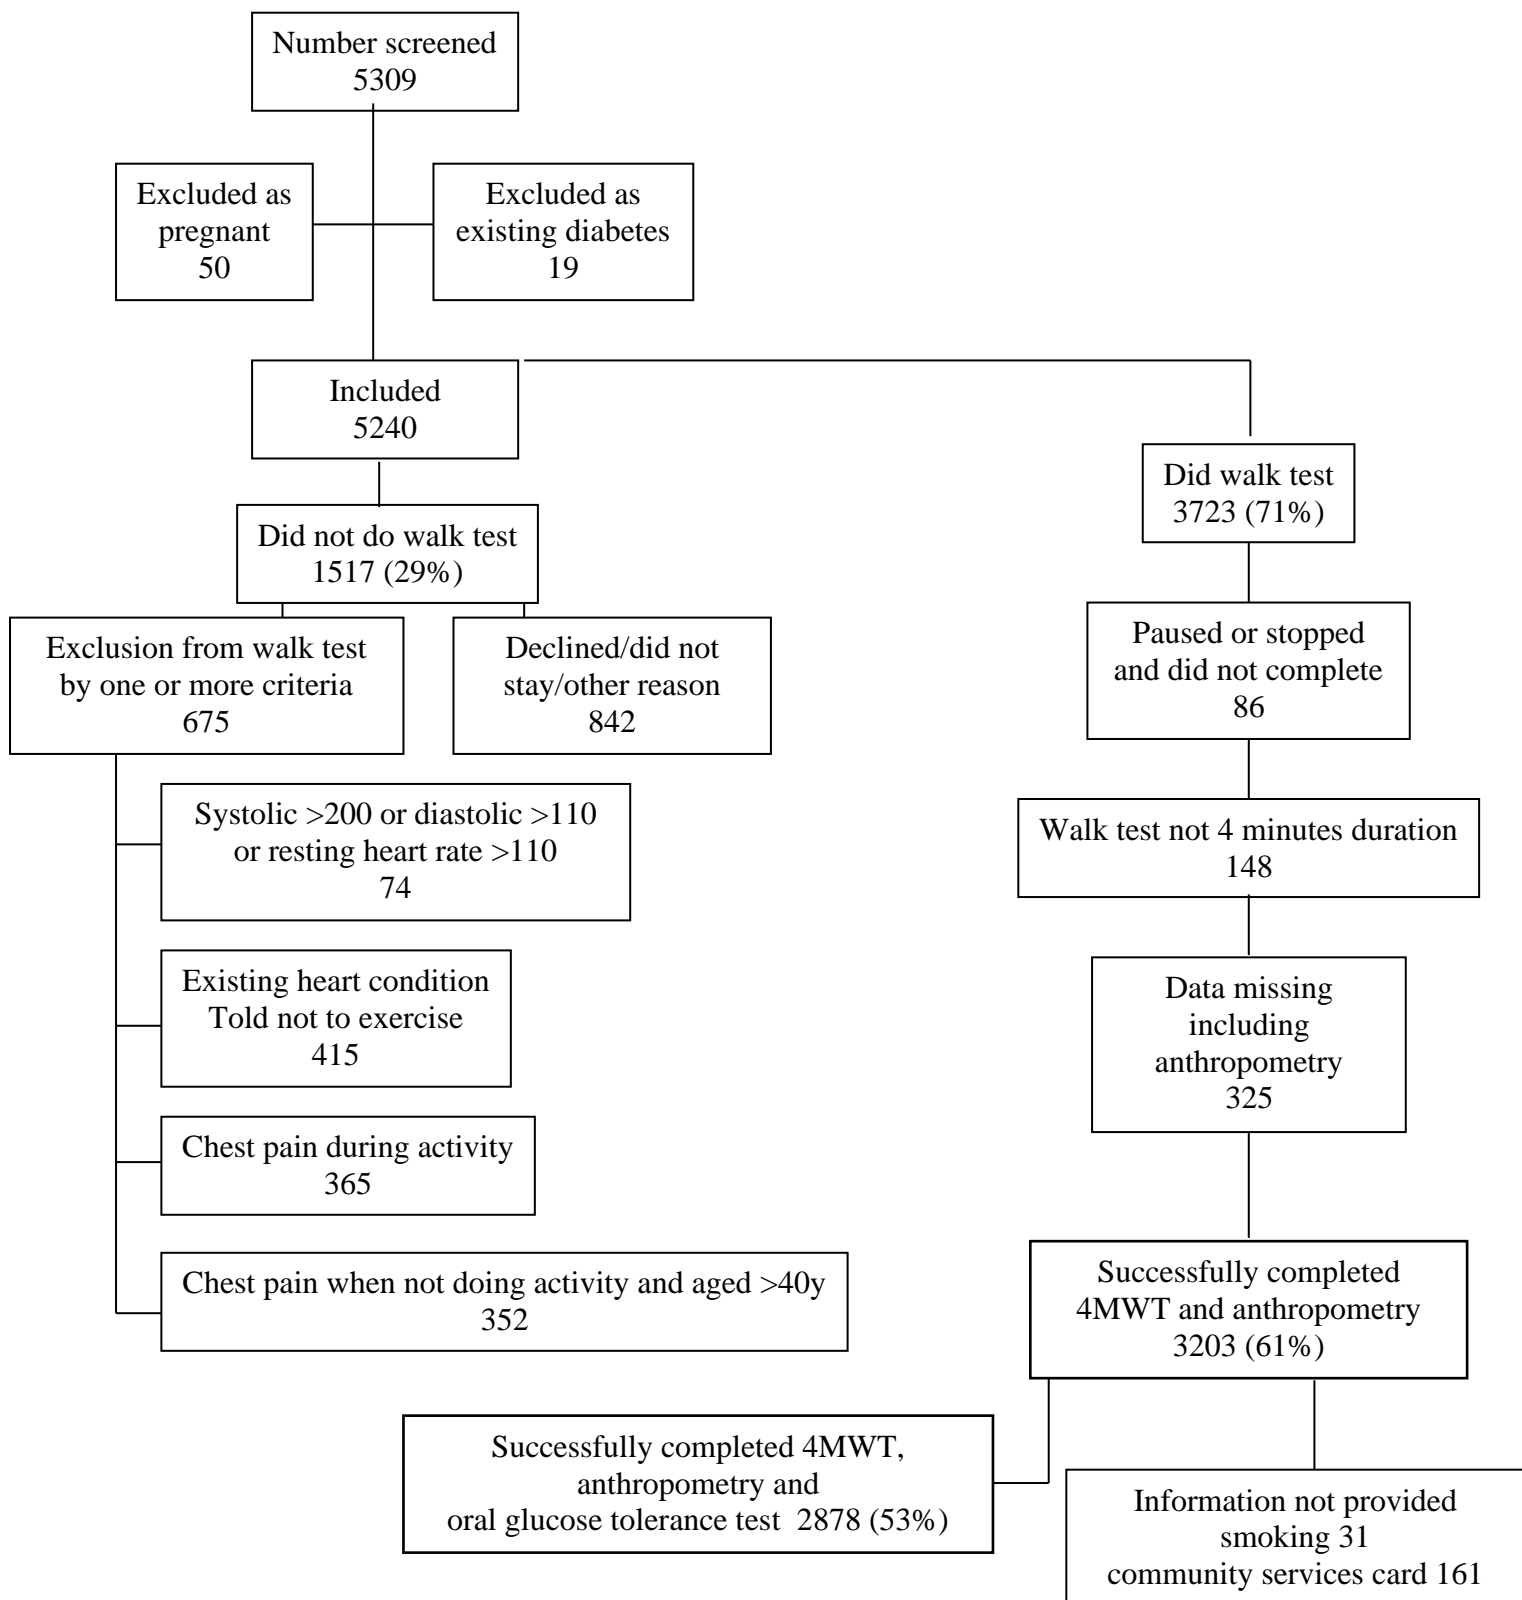 Number screened
5309
Excluded as
pregnant
50
Excluded as
existing diabetes
19
Included
5240
Did walk test
3723 (71%)
Did not do walk test
1517 (29%)
Exclusion from walk test
by one or more criteria
675
Declined/did not
stay/other reason
842
Paused or stopped
and did not complete
86
Systolic >200 or diastolic >110
or resting heart rate >110
74
Walk test not 4 minutes duration
148
Existing heart condition
Told not to exercise
415
Data missing
including
anthropometry
325
Chest pain during activity
365
Chest pain when not doing activity and aged >40y
352
Successfully completed
4MWT and anthropometry
3203 (61%)
Successfully completed 4MWT,
anthropometry and
oral glucose tolerance test 2878 (53%)
Information not provided
smoking 31
community services card 161